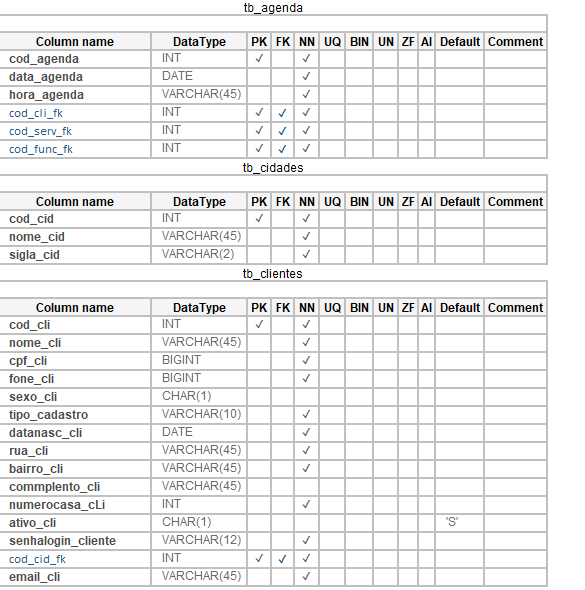 tb_agenda
Column name DataType PK FK NN UQ BIN UN ZF AI Default Comment
cod_agenda INT ✓ ✓
data_agenda DATE ✓
hora_agenda VARCHAR(45) ✓
cod_cli_fk INT ✓ ✓ ✓
cod_serv_fk INT ✓ ✓ ✓
cod_func_fk INT ✓ ✓ ✓
tb_cidades
Column name DataType PK FK NN UQ BIN UN ZF AI Default Comment
cod_cid INT ✓ ✓
nome_cid VARCHAR(45) ✓
sigla_cid VARCHAR(2) ✓
tb_clientes
Column name DataType PK FK NN UQ BIN UN ZF AI Default Comment
cod_cli INT ✓ ✓
nome_cli VARCHAR(45) ✓
cpf_cli BIGINT ✓
fone_cli BIGINT ✓
sexo_cli CHAR(1)
tipo_cadastro VARCHAR(10) ✓
datanasc_cli DATE ✓
rua_cli VARCHAR(45) ✓
bairro_cli VARCHAR(45) ✓
commplento_cli VARCHAR(45)
numerocasa_cLi INT ✓
ativo_cli CHAR(1) 'S'
senhalogin_cliente VARCHAR(12) ✓
cod_cid_fk INT ✓ ✓ ✓
email_cli VARCHAR(45) ✓